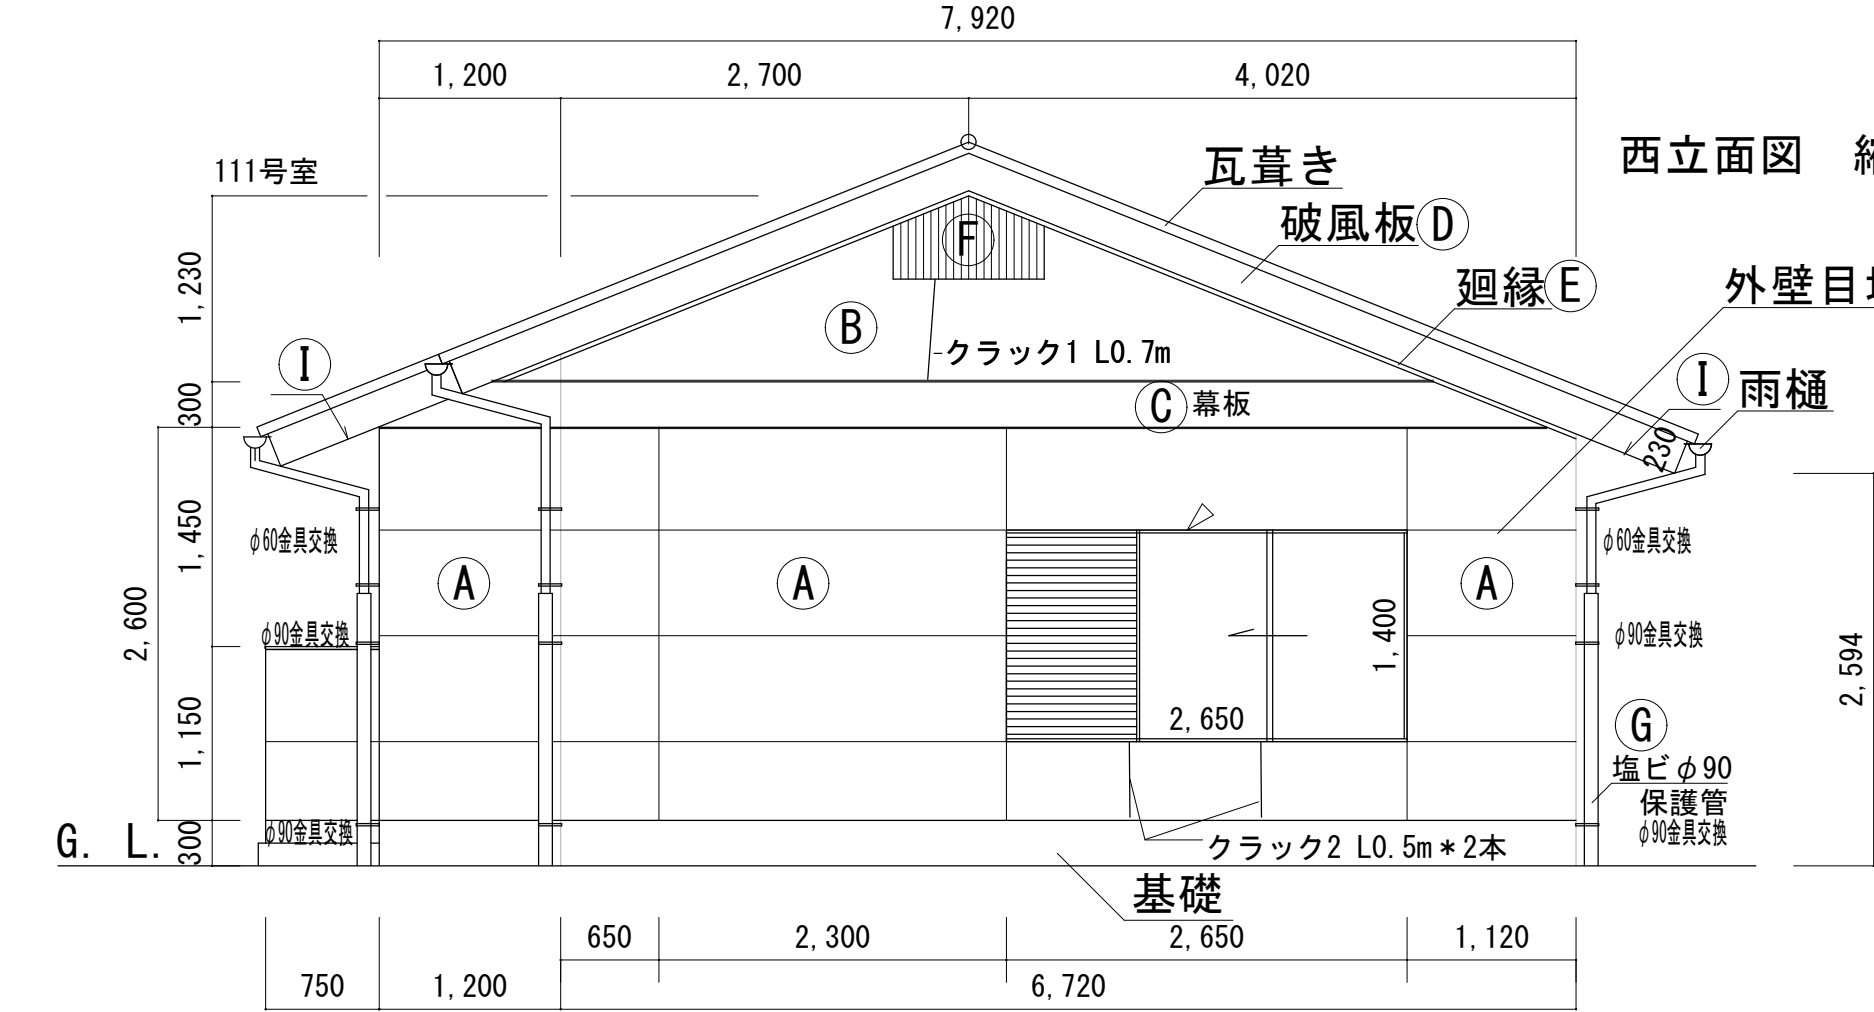 7,920
1,200
2,700
4,020
111号室
西立面図
瓦葺き
破風板 D
F
廻縁 E
外壁目
1,230
B
クラック1 L0.7m
I
I
雨樋
C 幕板
300
230
1,450
φ60金具交換
φ60金具交換
A
A
A
2,600
1,400
φ90金具交換
φ90金具交換
2,594
1,150
2,650
G
塩ビφ90
保護管
φ90金具交換
φ90金具交換
G. L.
300
クラック2 L0.5m*2本
基礎
650
2,300
2,650
1,120
750
1,200
6,720